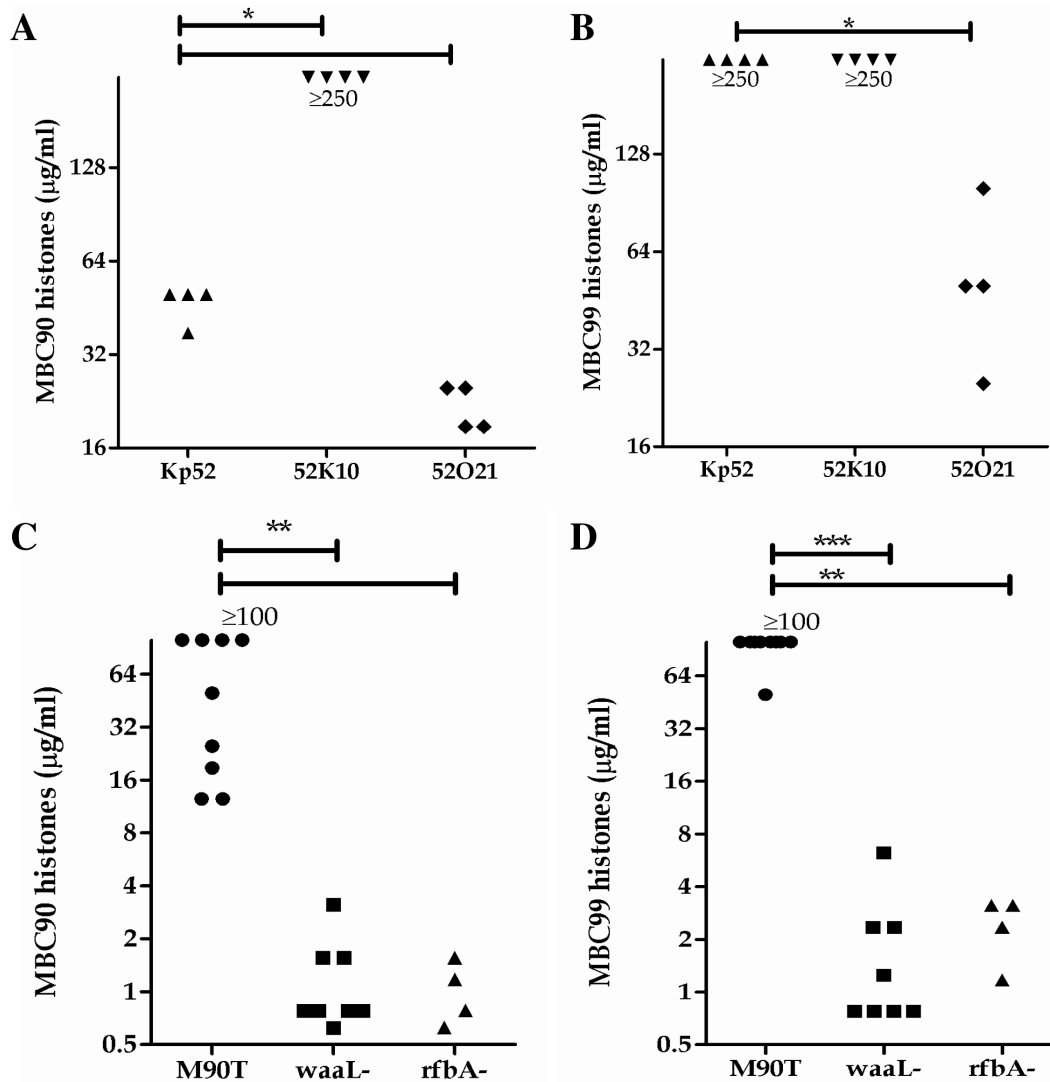 A
*
≥250
MBC90 histones (µg/ml)
128
64
32
16
Kp52 52K10 52O21
B
*
≥250
MBC99 histones (µg/ml)
128
64
32
16
Kp52 52K10 52O21
C
**
≥100
MBC90 histones (µg/ml)
64
32
16
8
4
2
1
0.5
M90T waaL- rfbA-
D
***
**
≥100
MBC99 histones (µg/ml)
64
32
16
8
4
2
1
0.5
M90T waaL- rfbA-